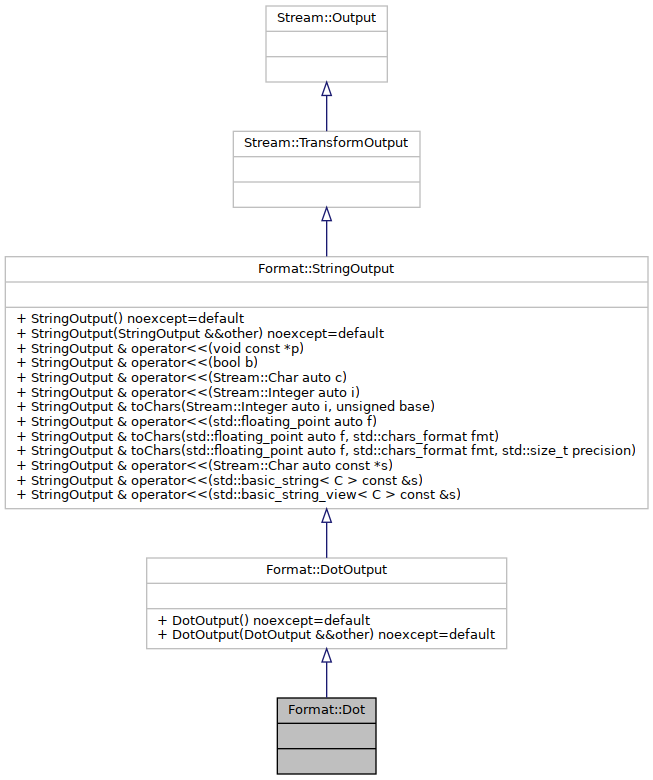 Stream::Output
Stream::TransformOutput
Format::StringOutput
+ StringOutput() noexcept=default
+ StringOutput(StringOutput &&other) noexcept=default
+ StringOutput & operator<<(void const *p)
+ StringOutput & operator<<(bool b)
+ StringOutput & operator<<(Stream::Char auto c)
+ StringOutput & operator<<(Stream::Integer auto i)
+ StringOutput & toChars(Stream::Integer auto i, unsigned base)
+ StringOutput & operator<<(std::floating_point auto f)
+ StringOutput & toChars(std::floating_point auto f, std::chars_format fmt)
+ StringOutput & toChars(std::floating_point auto f, std::chars_format fmt, std::size_t precision)
+ StringOutput & operator<<(Stream::Char auto const *s)
+ StringOutput & operator<<(std::basic_string< C > const &s)
+ StringOutput & operator<<(std::basic_string_view< C > const &s)
Format::DotOutput
+ DotOutput() noexcept=default
+ DotOutput(DotOutput &&other) noexcept=default
Format::Dot